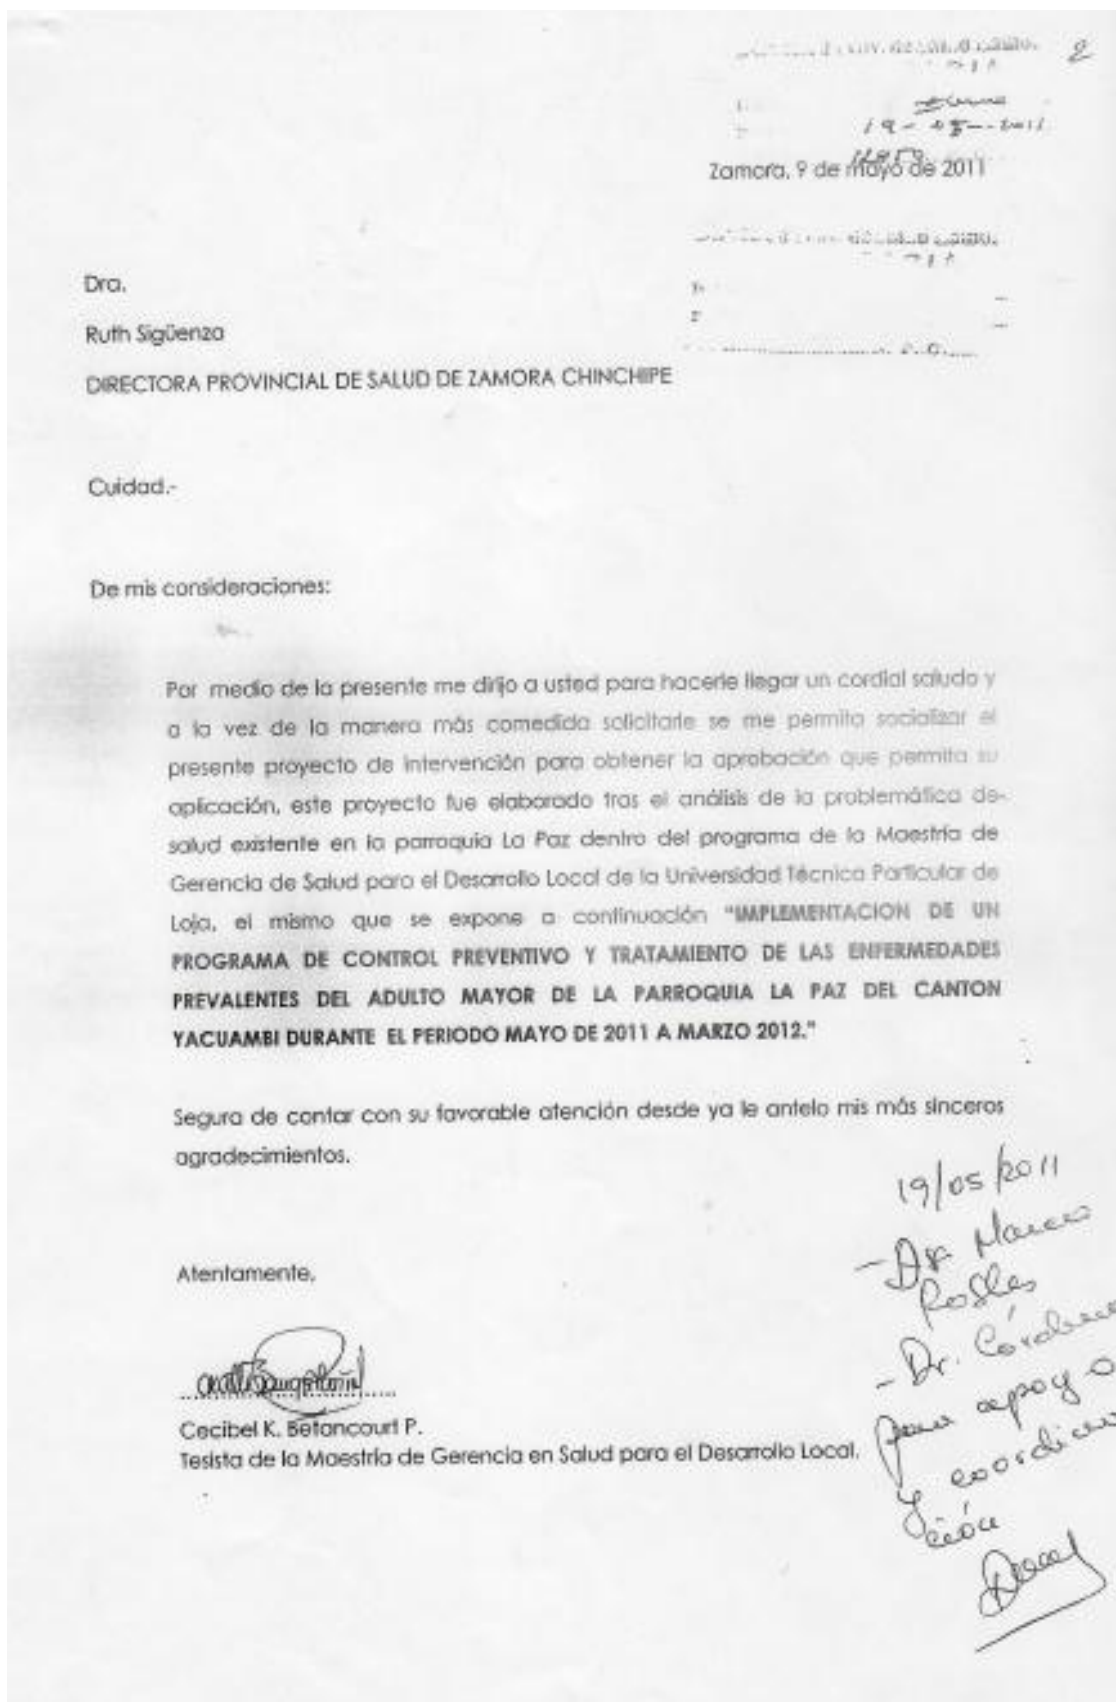 2
19-05-2011
Zamora, 9 de mayo de 2011
Dra.
Ruth Sigüenza
DIRECTORA PROVINCIAL DE SALUD DE ZAMORA CHINCHIPE
Cuidad.-
De mis consideraciones:
Por medio de la presente me dirijo a usted para hacerle llegar un cordial saludo y
a la vez de la manera más comedida solicitarle se me permita socializar el
presente proyecto de intervención para obtener la aprobación que permita su
aplicación, este proyecto fue elaborado tras el análisis de la problemática de
salud existente en la parroquia La Paz dentro del programa de la Maestría de
Gerencia de Salud para el Desarrollo Local de la Universidad Técnica Particular de
Loja, el mismo que se expone a continuación "IMPLEMENTACION DE UN
PROGRAMA DE CONTROL PREVENTIVO Y TRATAMIENTO DE LAS ENFERMEDADES
PREVALENTES DEL ADULTO MAYOR DE LA PARROQUIA LA PAZ DEL CANTON
YACUAMBI DURANTE EL PERIODO MAYO DE 2011 A MARZO 2012."
Segura de contar con su favorable atención desde ya le antelo mis más sinceros
agradecimientos.
Atentamente,
Cecibel K. Betancourt P.
Tesista de la Maestría de Gerencia en Salud para el Desarrollo Local.
19/05/2011
Robles
- Dr.
para apoyo
y coordina
ción